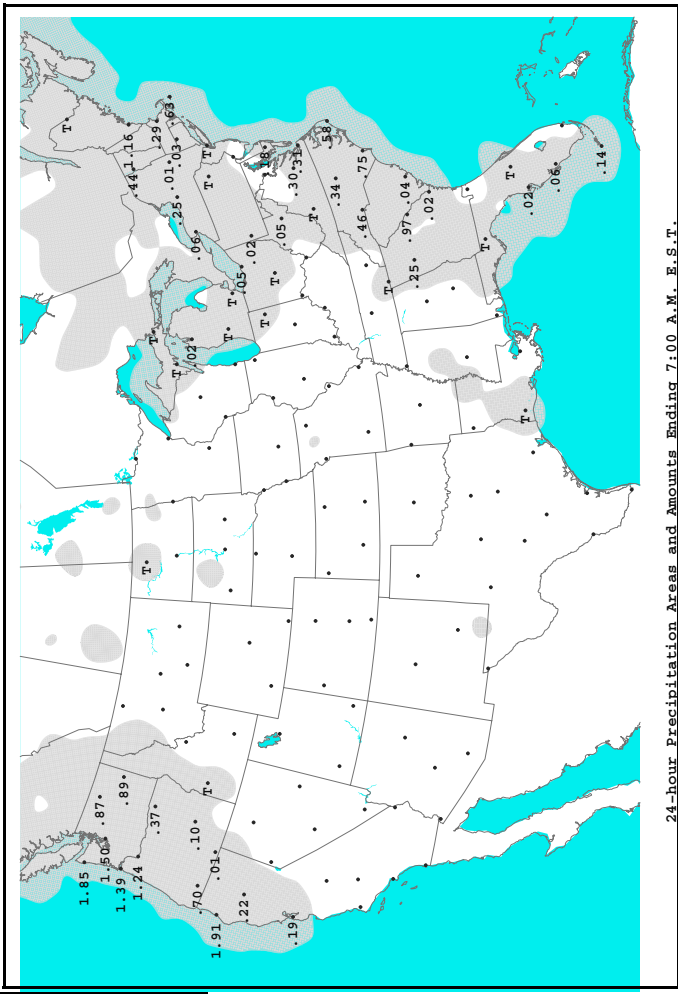 T
1.85
.87
1.50
1.39
.89
1.16
.44
1.24
T
T
.37
.29
.01
.63
.03
T
.25
.02
.10
.06
.70
T
T
T
1.91
.01
T
T
.22
.05
.02
T
.18
T
.05
.19
.30
.31
T
.58
.34
.46
.75
T
.04
.97
.25
.02
T
T
T
.02
.06
.14
24-hour Precipitation Areas and Amounts Ending 7:00 A.M. E.S.T.